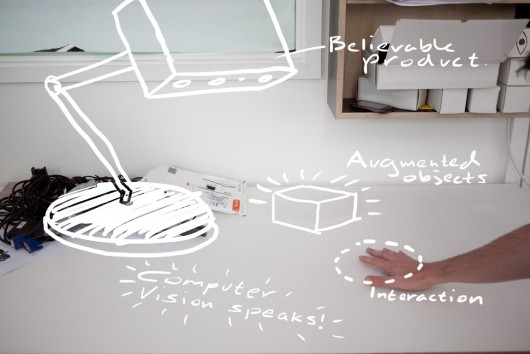 Believable
Product.
Augmented
objects
Interaction
Computer
Vision speaks!